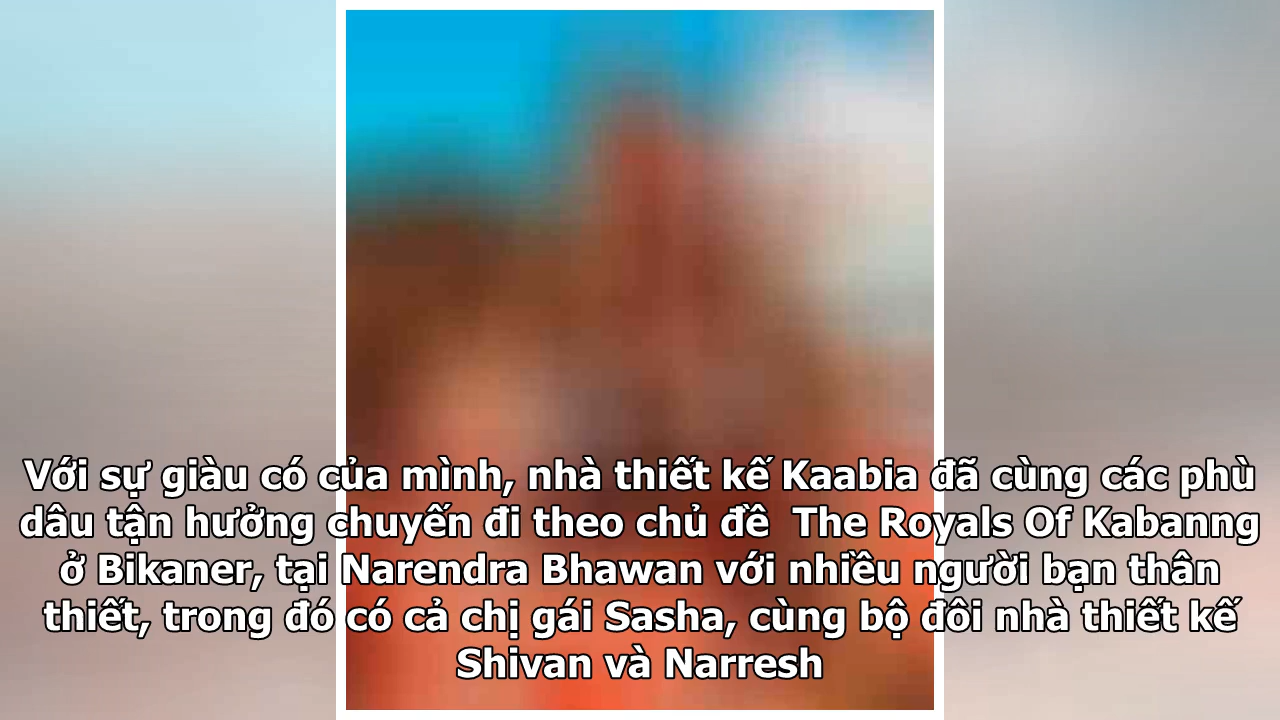 Với sự giàu có của mình, nhà thiết kế Kaabia đã cùng các phù
dâu tận hưởng chuyến đi theo chủ đề  The Royals Of Kabanng
ở Bikaner, tại Narendra Bhawan với nhiều người bạn thân
thiết, trong đó có cả chị gái Sasha, cùng bộ đôi nhà thiết kế
Shivan và Narresh